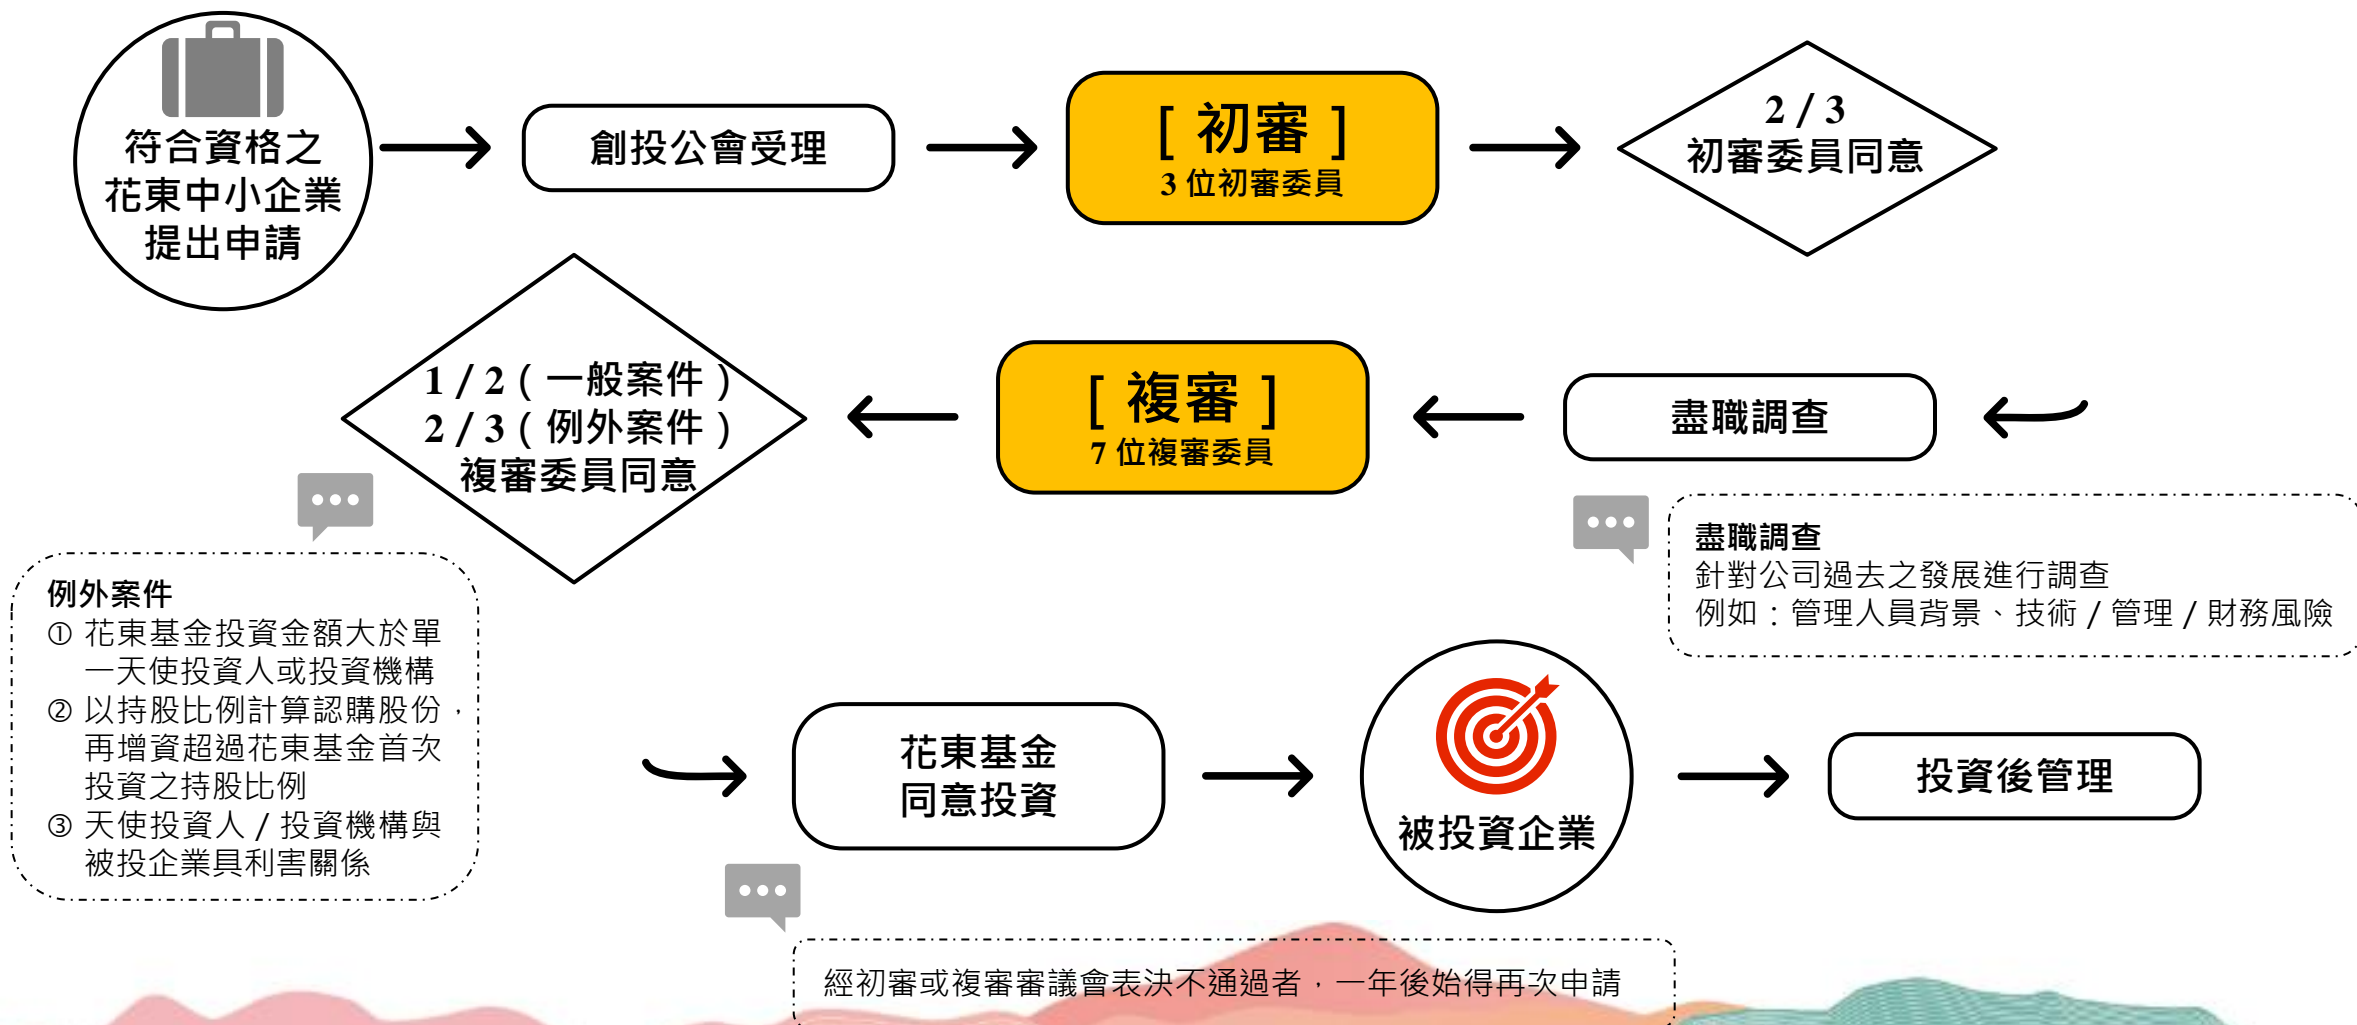 符合資格之
花東中小企業
提出申請
創投公會受理
[ 初審 ]
3 位初審委員
2 / 3
初審委員同意
盡職調查
盡職調查
針對公司過去之發展進行調查
例如：管理人員背景、技術 / 管理 / 財務風險
[ 複審 ]
7 位複審委員
1 / 2 ( 一般案件 )
2 / 3 ( 例外案件 )
複審委員同意
例外案件
① 花東基金投資金額大於單
一天使投資人或投資機構
② 以持股比例計算認購股份，
再增資超過花東基金首次
投資之持股比例
③ 天使投資人 / 投資機構與
被投企業具利害關係
花東基金
同意投資
經初審或複審審議會表決不通過者，一年後始得再次申請
被投資企業
投資後管理